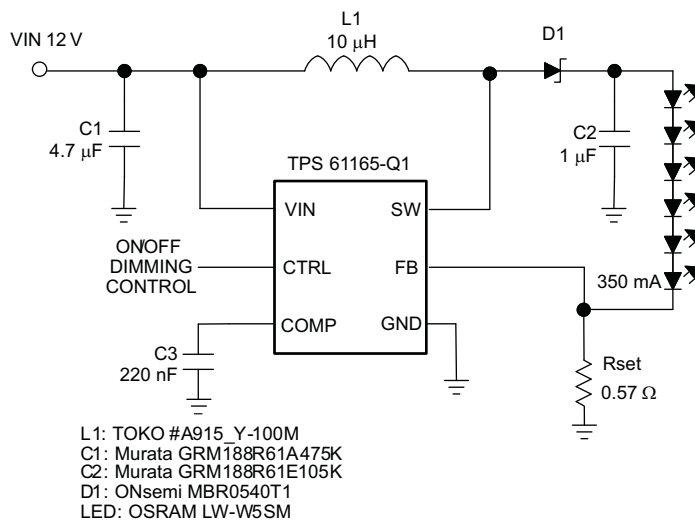 L1
10 μH
VIN 12 V
D1
C1
4.7 μF
C2
1 μF
TPS 61165-Q1
VIN
SW
ON/OFF
DIMMING
CONTROL
CTRL
FB
350 mA
COMP
GND
C3
220 nF
Rset
0.57 Ω
L1: TOKO #A915_Y-100M
C1: Murata GRM188R61A475K
C2: Murata GRM188R61E105K
D1: ONsemi MBR0540T1
LED: OSRAM LW-W5SM